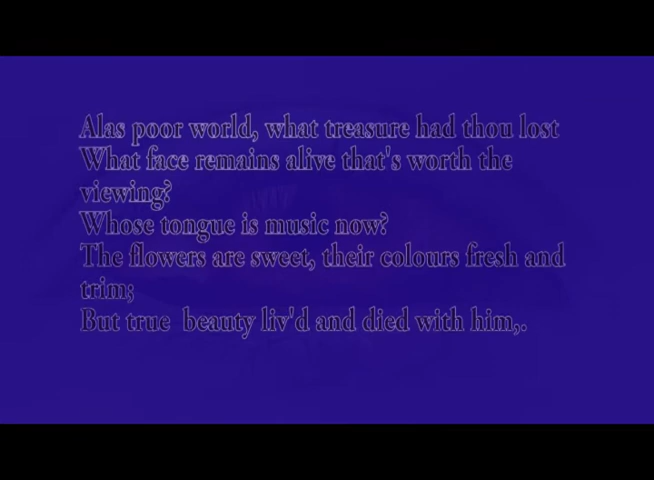 Alas poor world, what treasure had thou lost
What face remains alive that's worth the
viewing?
Whose tongue is music now?
The flowers are sweet, their colours fresh and
trim;
But true  beauty liv'd and died with him,.